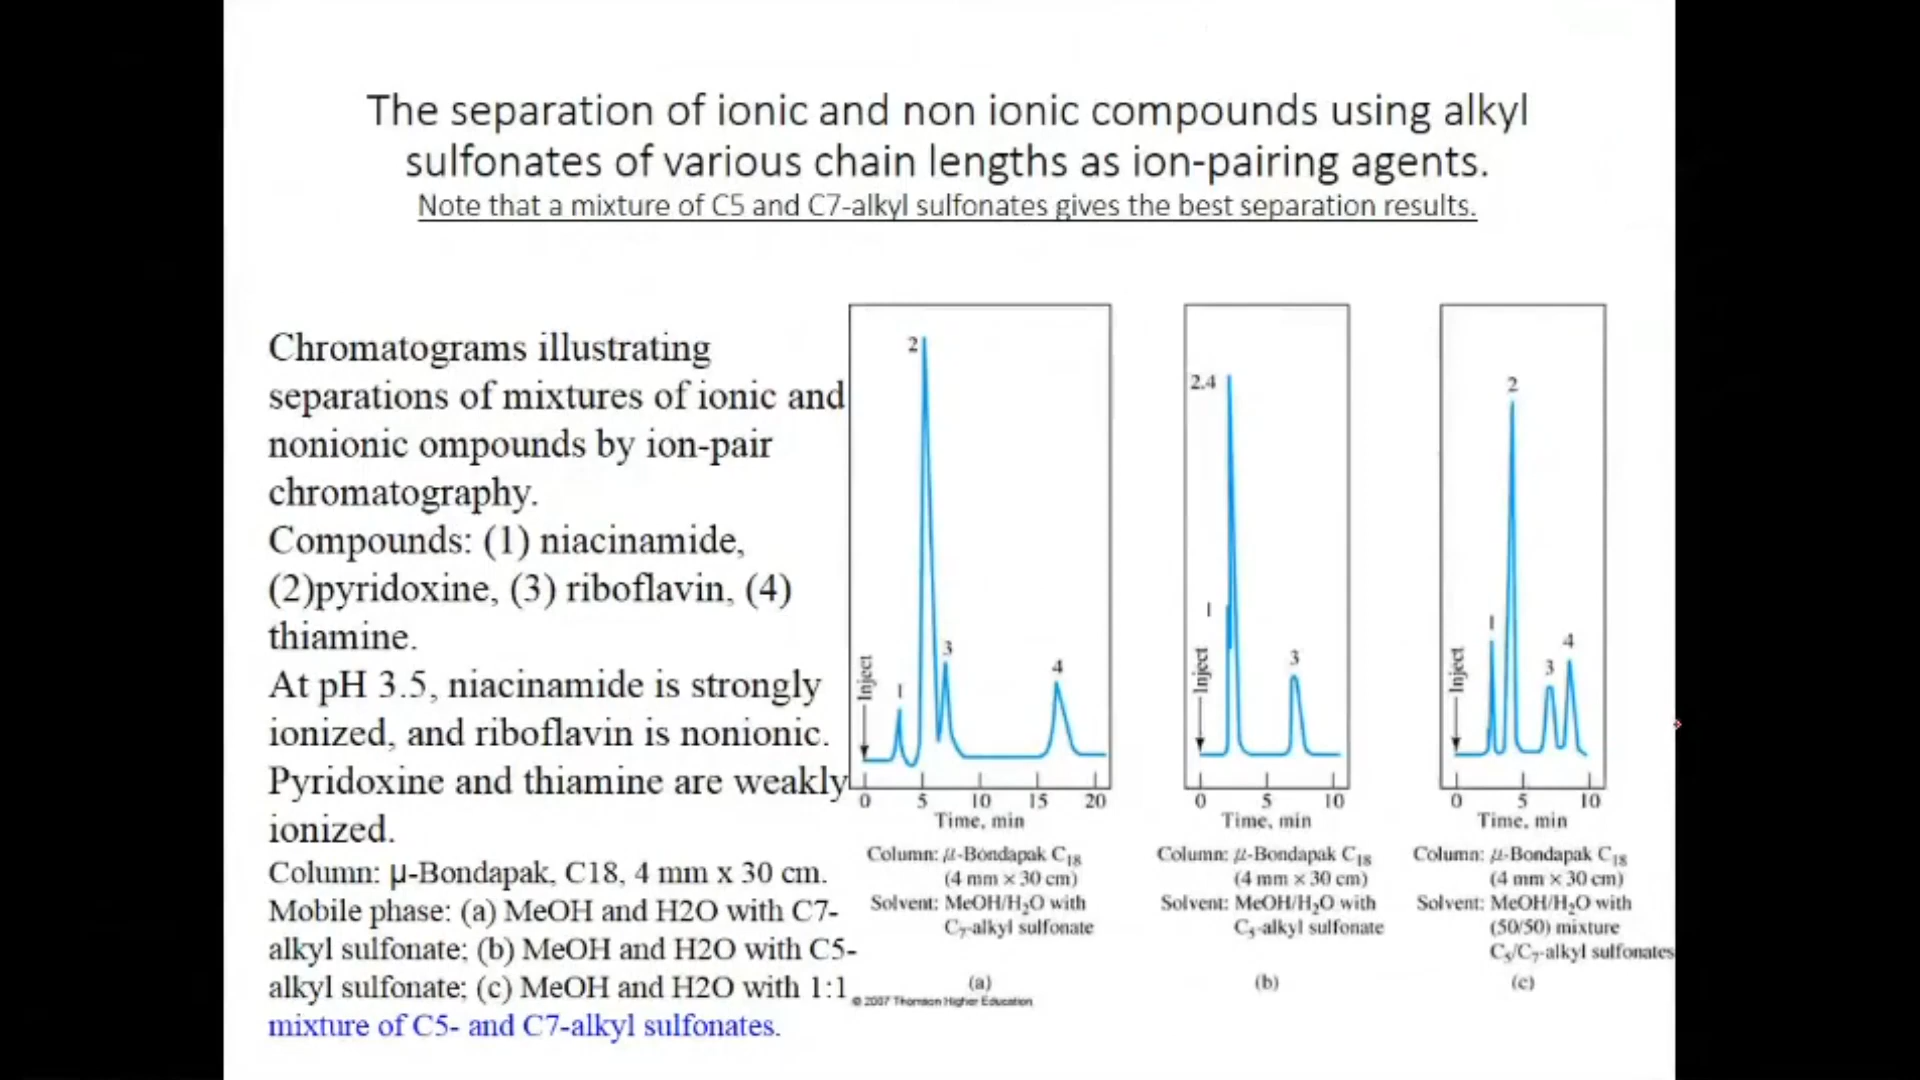 The separation of ionic and non ionic compounds using alkyl
sulfonates of various chain lengths as ion-pairing agents.
Note that a mixture of C5 and C7-alkyl sulfonates gives the best separation results.
Chromatograms illustrating
separations of mixtures of ionic and
nonionic ompounds by ion-pair
chromatography.
Compounds: (1) niacinamide,
(2)pyridoxine, (3) riboflavin, (4)
thiamine.
At pH 3.5, niacinamide is strongly
ionized, and riboflavin is nonionic.
Pyridoxine and thiamine are weakly
ionized.
Column: μ-Bondapak, C18, 4 mm x 30 cm.
Mobile phase: (a) MeOH and H2O with C7-
alkyl sulfonate; (b) MeOH and H2O with C5-
alkyl sulfonate; (c) MeOH and H2O with 1:1
mixture of C5- and C7-alkyl sulfonates.
2
3
1
4
Inject
0 5 10 15 20
Time, min
Column: μ-Bondapak C₁₈
(4 mm × 30 cm)
Solvent: MeOH/H₂O with
C₇-alkyl sulfonate
(a)
© 2007 Thomson Higher Education
2.4
1
3
Inject
0 5 10
Time, min
Column: μ-Bondapak C₁₈
(4 mm × 30 cm)
Solvent: MeOH/H₂O with
C₅-alkyl sulfonate
(b)
2
1
3
4
Inject
0 5 10
Time, min
Column: μ-Bondapak C₁₈
(4 mm × 30 cm)
Solvent: MeOH/H₂O with
(50/50) mixture
C₅/C₇-alkyl sulfonates
(c)